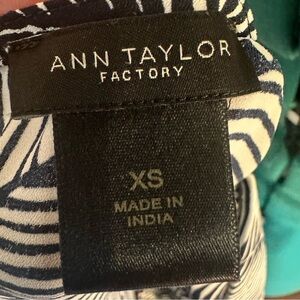 ANN TAYLOR
FACTORY
XS
MADE IN
INDIA